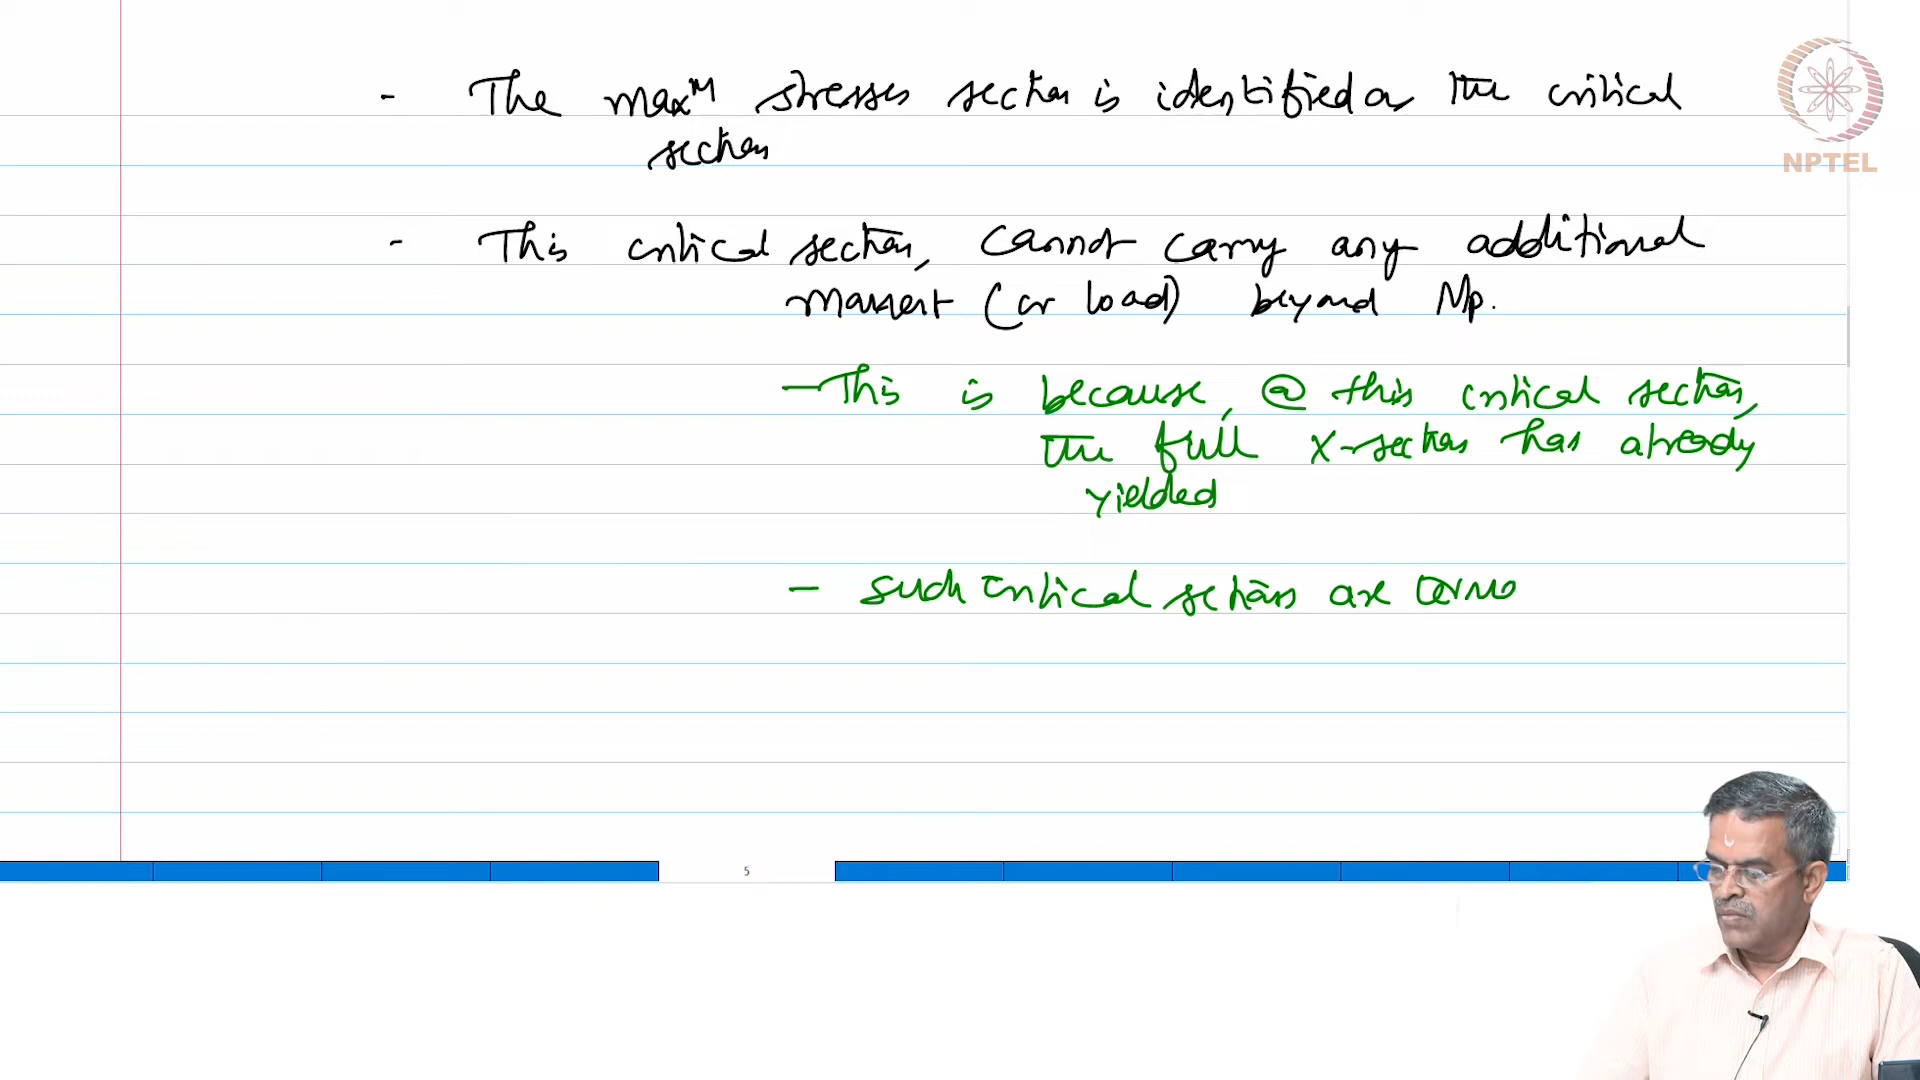 - The max^m stresses section is identified as the critical
section
- This critical section, cannot carry any additional
moment (or load) beyond Mp.
- This is because, @ this critical section,
the full x-section has already
yielded
- such critical sections are terme
NPTEL
5